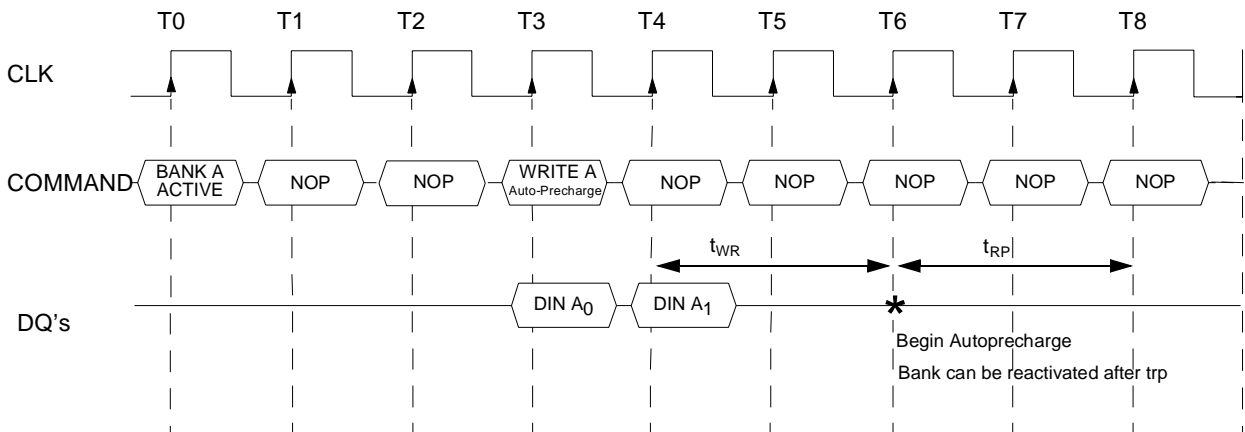 T0 T1 T2 T3 T4 T5 T6 T7 T8
CLK
COMMAND
BANK A
ACTIVE
NOP
NOP
WRITE A
Auto-Precharge
NOP
NOP
NOP
NOP
NOP
tWR
tRP
DQ's
DIN A0
DIN A1
*
Begin Autoprecharge
Bank can be reactivated after trp